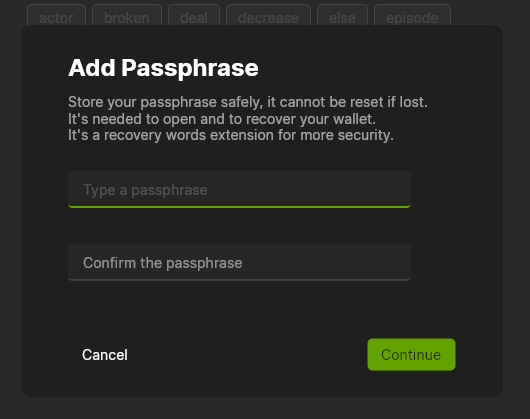 actor broken deal decrease else episode
Add Passphrase
Store your passphrase safely, it cannot be reset if lost.
It's needed to open and to recover your wallet.
It's a recovery words extension for more security.
Type a passphrase
Confirm the passphrase
Cancel Continue